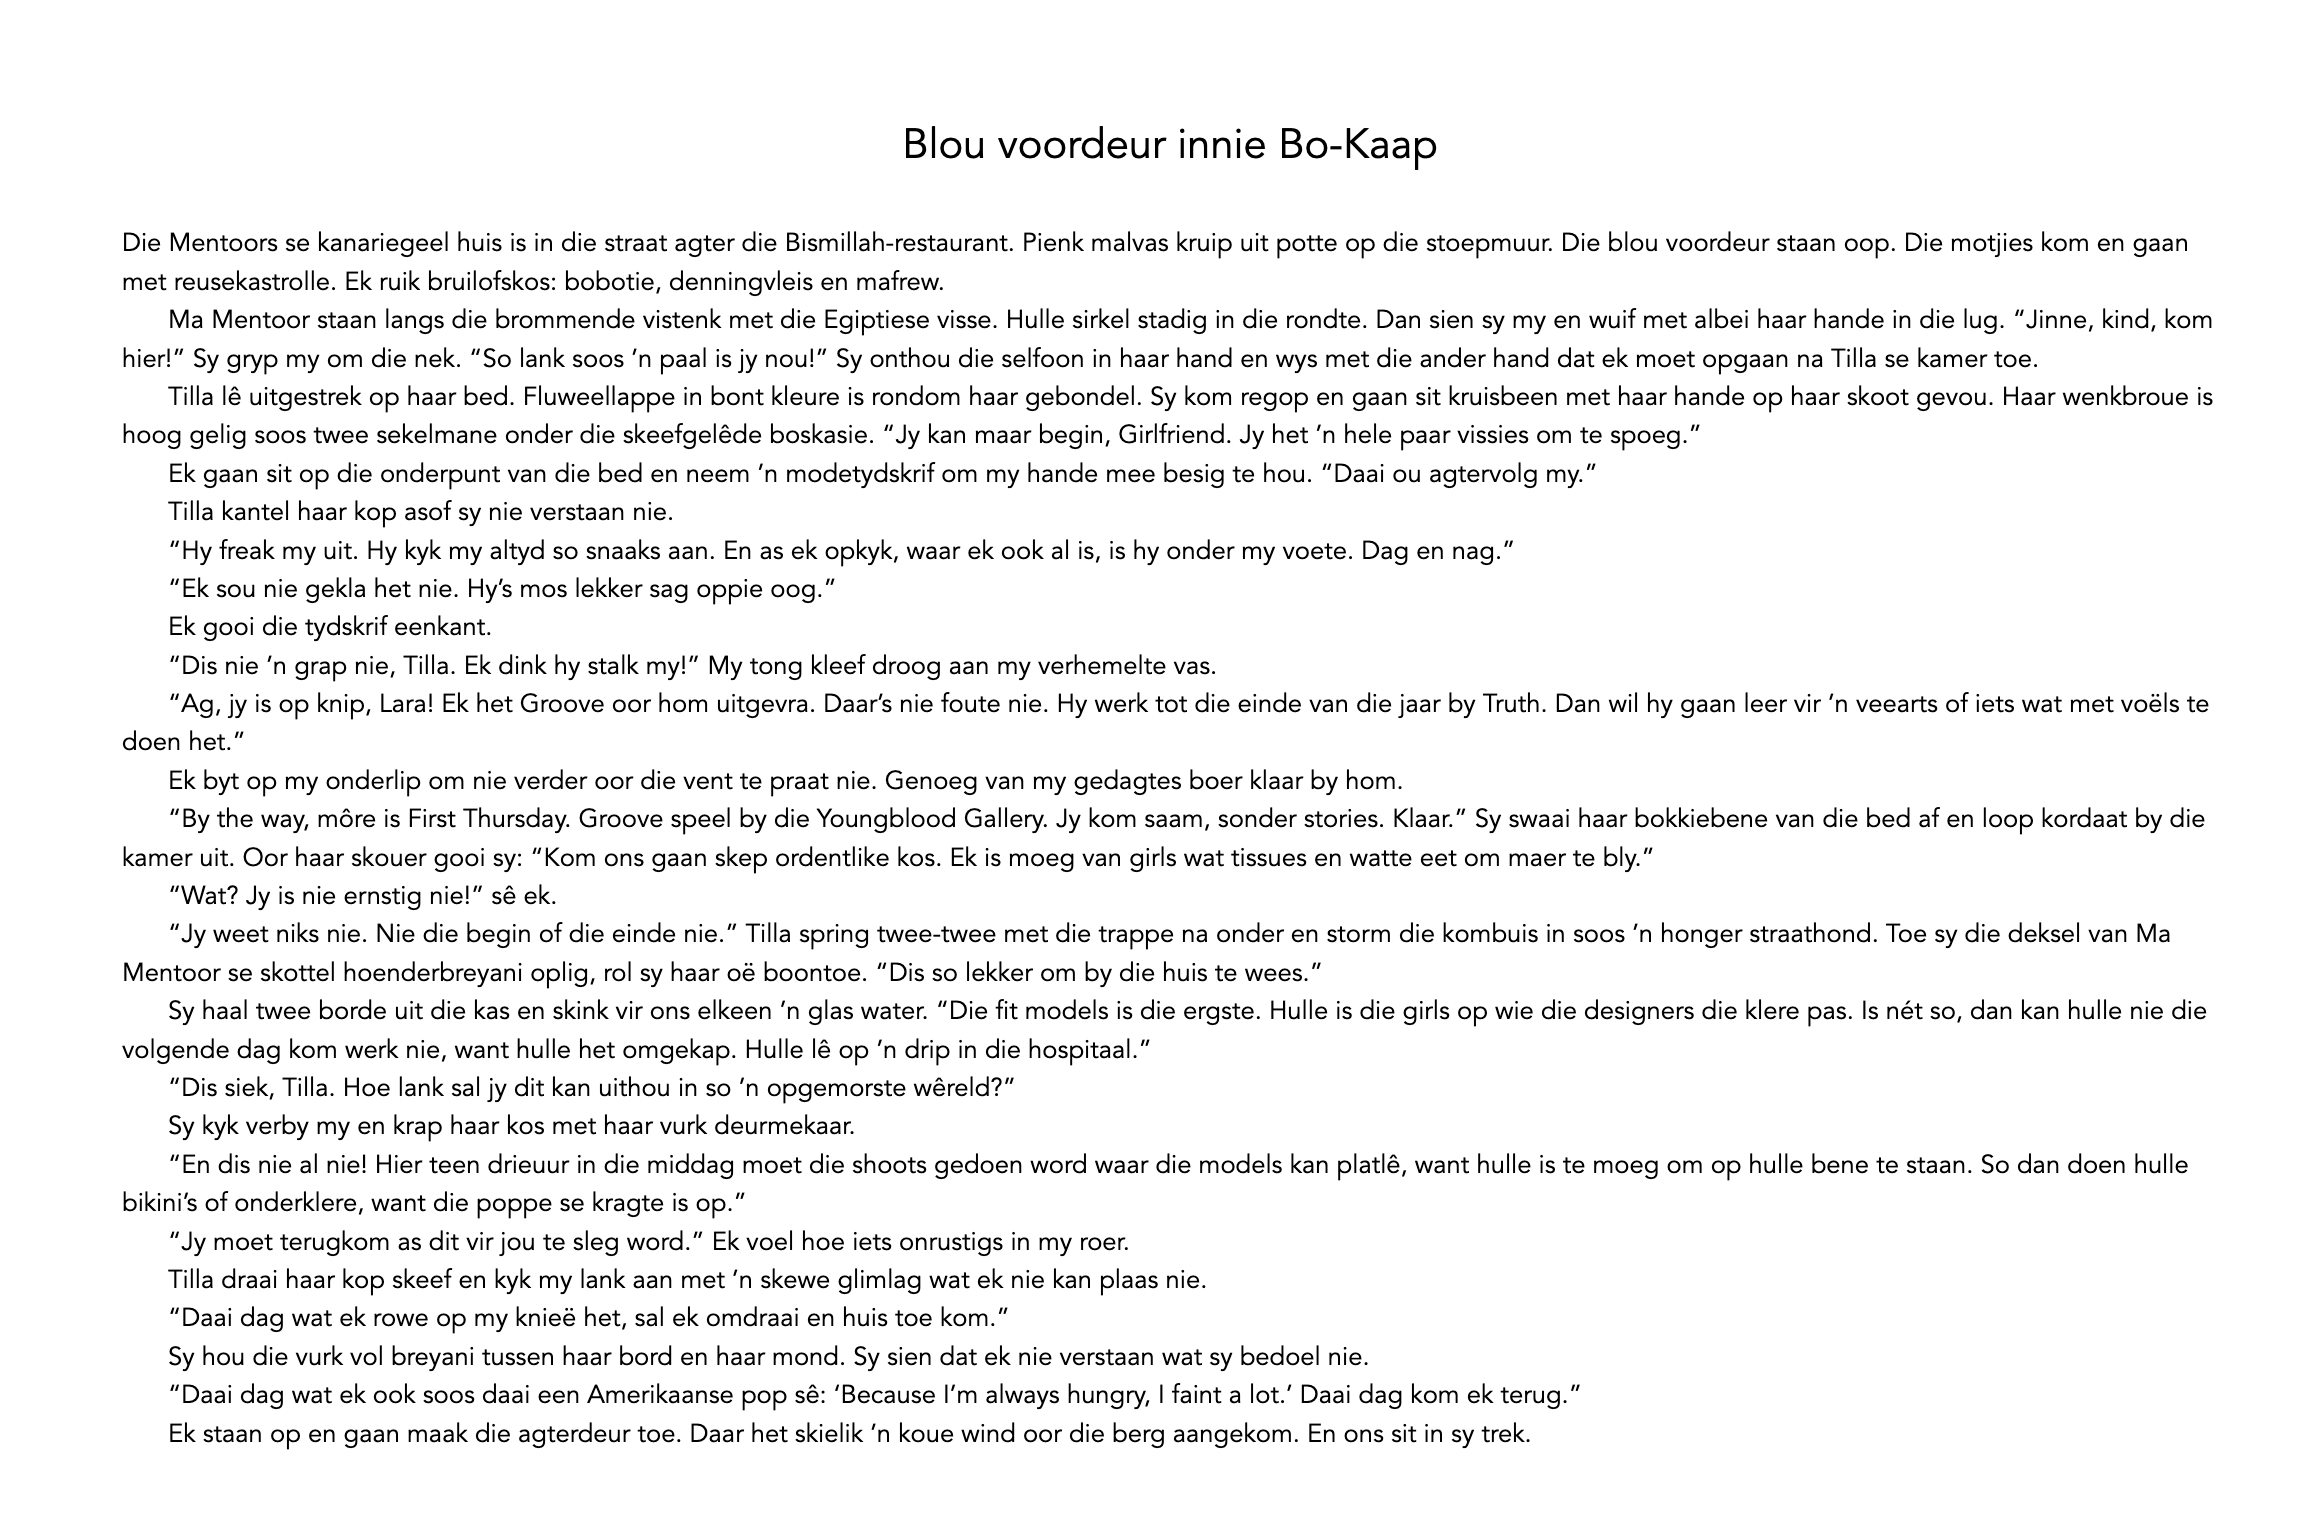 Blou voordeur innie Bo-Kaap
Die Mentoors se kanariegeel huis is in die straat agter die Bismillah-restaurant. Pienk malvas kruip uit potte op die stoepmuur. Die blou voordeur staan oop. Die motjies kom en gaan
met reusekastrolle. Ek ruik bruilofskos: bobotie, denningvleis en mafrew.
Ma Mentoor staan langs die brommende vistenk met die Egiptiese visse. Hulle sirkel stadig in die rondte. Dan sien sy my en wuif met albei haar hande in die lug. “Jinne, kind, kom
hier!” Sy gryp my om die nek. “So lank soos ’n paal is jy nou!” Sy onthou die selfoon in haar hand en wys met die ander hand dat ek moet opgaan na Tilla se kamer toe.
Tilla lê uitgestrek op haar bed. Fluweellappe in bont kleure is rondom haar gebondel. Sy kom regop en gaan sit kruisbeen met haar hande op haar skoot gevou. Haar wenkbroue is
hoog gelig soos twee sekelmane onder die skeefgelêde boskasie. “Jy kan maar begin, Girlfriend. Jy het ’n hele paar vissies om te spoeg.”
Ek gaan sit op die onderpunt van die bed en neem ’n modetydskrif om my hande mee besig te hou. “Daai ou agtervolg my.”
Tilla kantel haar kop asof sy nie verstaan nie.
“Hy freak my uit. Hy kyk my altyd so snaaks aan. En as ek opkyk, waar ek ook al is, is hy onder my voete. Dag en nag.”
“Ek sou nie gekla het nie. Hy’s mos lekker sag oppie oog.”
Ek gooi die tydskrif eenkant.
“Dis nie ’n grap nie, Tilla. Ek dink hy stalk my!” My tong kleef droog aan my verhemelte vas.
“Ag, jy is op knip, Lara! Ek het Groove oor hom uitgevra. Daar’s nie foute nie. Hy werk tot die einde van die jaar by Truth. Dan wil hy gaan leer vir ’n veearts of iets wat met voëls te
doen het.”
Ek byt op my onderlip om nie verder oor die vent te praat nie. Genoeg van my gedagtes boer klaar by hom.
“By the way, môre is First Thursday. Groove speel by die Youngblood Gallery. Jy kom saam, sonder stories. Klaar.” Sy swaai haar bokkiebene van die bed af en loop kordaat by die
kamer uit. Oor haar skouer gooi sy: “Kom ons gaan skep ordentlike kos. Ek is moeg van girls wat tissues en watte eet om maer te bly.”
“Wat? Jy is nie ernstig nie!” sê ek.
“Jy weet niks nie. Nie die begin of die einde nie.” Tilla spring twee-twee met die trappe na onder en storm die kombuis in soos ’n honger straathond. Toe sy die deksel van Ma
Mentoor se skottel hoenderbreyani oplig, rol sy haar oë boontoe. “Dis so lekker om by die huis te wees.”
Sy haal twee borde uit die kas en skink vir ons elkeen ’n glas water. “Die fit models is die ergste. Hulle is die girls op wie die designers die klere pas. Is nét so, dan kan hulle nie die
volgende dag kom werk nie, want hulle het omgekap. Hulle lê op ’n drip in die hospitaal.”
“Dis siek, Tilla. Hoe lank sal jy dit kan uithou in so ’n opgemorste wêreld?”
Sy kyk verby my en krap haar kos met haar vurk deurmekaar.
“En dis nie al nie! Hier teen drieuur in die middag moet die shoots gedoen word waar die models kan platlê, want hulle is te moeg om op hulle bene te staan. So dan doen hulle
bikini’s of onderklere, want die poppe se kragte is op.”
“Jy moet terugkom as dit vir jou te sleg word.” Ek voel hoe iets onrustigs in my roer.
Tilla draai haar kop skeef en kyk my lank aan met ’n skewe glimlag wat ek nie kan plaas nie.
“Daai dag wat ek rowe op my knieë het, sal ek omdraai en huis toe kom.”
Sy hou die vurk vol breyani tussen haar bord en haar mond. Sy sien dat ek nie verstaan wat sy bedoel nie.
“Daai dag wat ek ook soos daai een Amerikaanse pop sê: ‘Because I’m always hungry, I faint a lot.’ Daai dag kom ek terug.”
Ek staan op en gaan maak die agterdeur toe. Daar het skielik ’n koue wind oor die berg aangekom. En ons sit in sy trek.